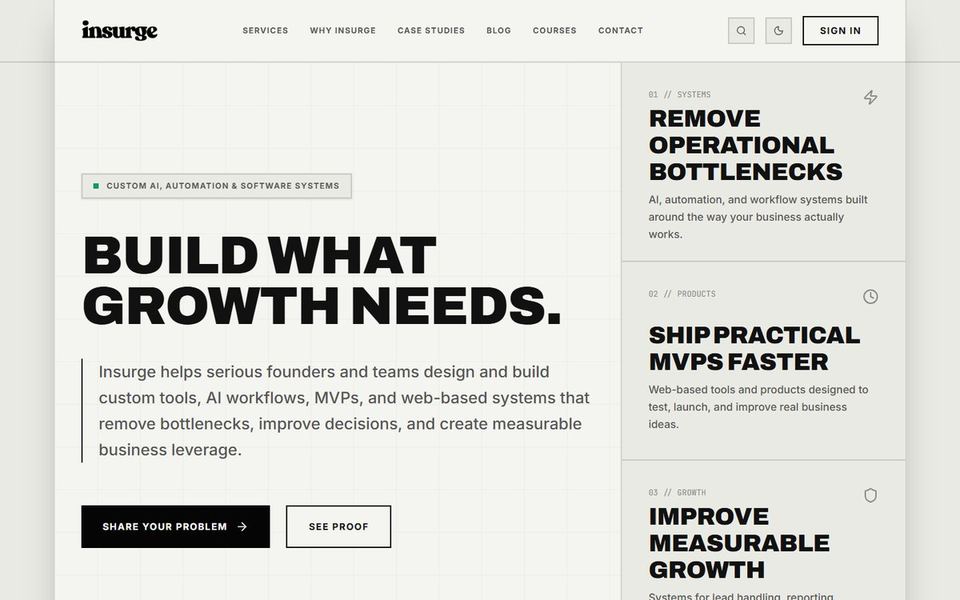 insurge
SERVICES
WHY INSURGE
CASE STUDIES
BLOG
COURSES
CONTACT
SIGN IN
CUSTOM AI, AUTOMATION & SOFTWARE SYSTEMS
BUILD WHAT
GROWTH NEEDS.
Insurge helps serious founders and teams design and build
custom tools, AI workflows, MVPs, and web-based systems that
remove bottlenecks, improve decisions, and create measurable
business leverage.
SHARE YOUR PROBLEM →
SEE PROOF
01 // SYSTEMS
REMOVE
OPERATIONAL
BOTTLENECKS
AI, automation, and workflow systems built
around the way your business actually
works.
02 // PRODUCTS
SHIP PRACTICAL
MVPS FASTER
Web-based tools and products designed to
test, launch, and improve real business
ideas.
03 // GROWTH
IMPROVE
MEASURABLE
GROWTH
Systems for lead handling, reporting,